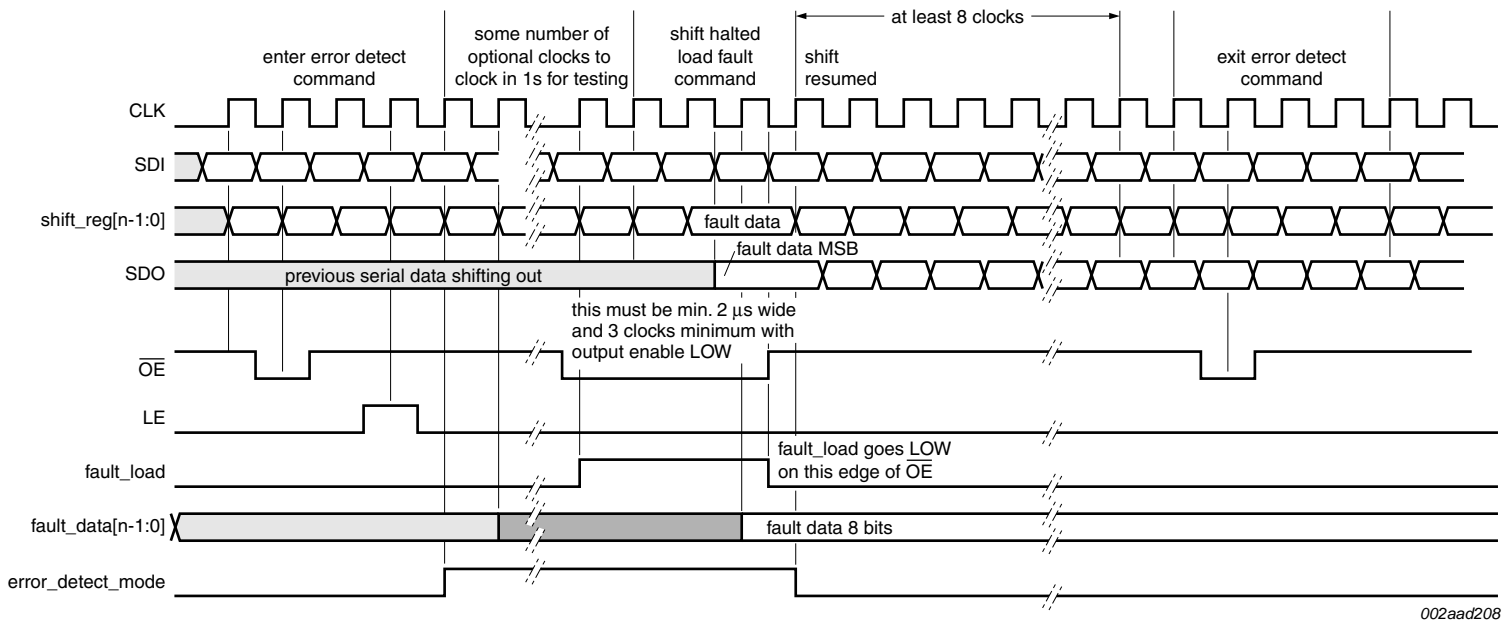 at least 8 clocks
enter error detect
command
some number of
optional clocks to
clock in 1s for testing
shift halted
load fault
command
shift
resumed
exit error detect
command
CLK
SDI
shift_reg[n-1:0]
fault data
fault data MSB
SDO
previous serial data shifting out
this must be min. 2 μs wide
and 3 clocks minimum with
output enable LOW
OE
LE
fault_load
fault_load goes LOW
on this edge of OE
fault_data[n-1:0]
fault data 8 bits
error_detect_mode
002aad208